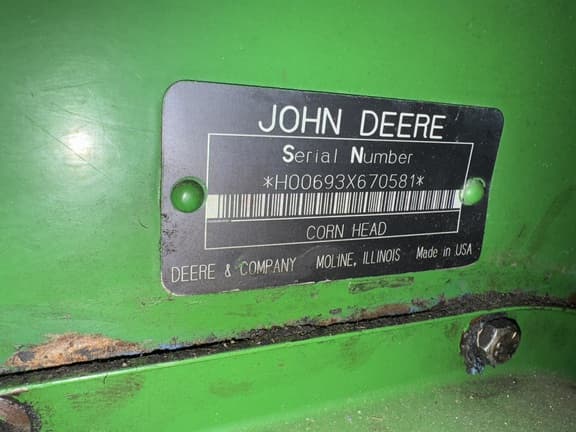 JOHN DEERE
Serial Number
*H00693X670581*
CORN HEAD
DEERE & COMPANY MOLINE, ILLINOIS Made in USA